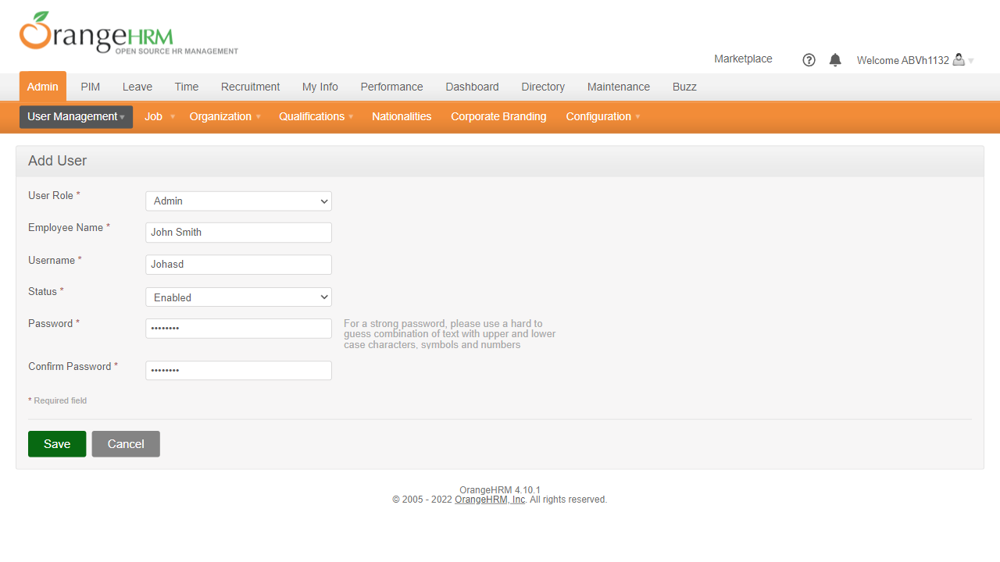 OrangeHRM
OPEN SOURCE HR MANAGEMENT
Marketplace
Welcome ABVh1132
Admin PIM Leave Time Recruitment My Info Performance Dashboard Directory Maintenance Buzz
User Management Job Organization Qualifications Nationalities Corporate Branding Configuration
Add User
User Role * Admin
Employee Name * John Smith
Username * Johasd
Status * Enabled
Password * ••••••••
For a strong password, please use a hard to
guess combination of text with upper and lower
case characters, symbols and numbers
Confirm Password * ••••••••
* Required field
Save Cancel
OrangeHRM 4.10.1
© 2005 - 2022 OrangeHRM, Inc. All rights reserved.